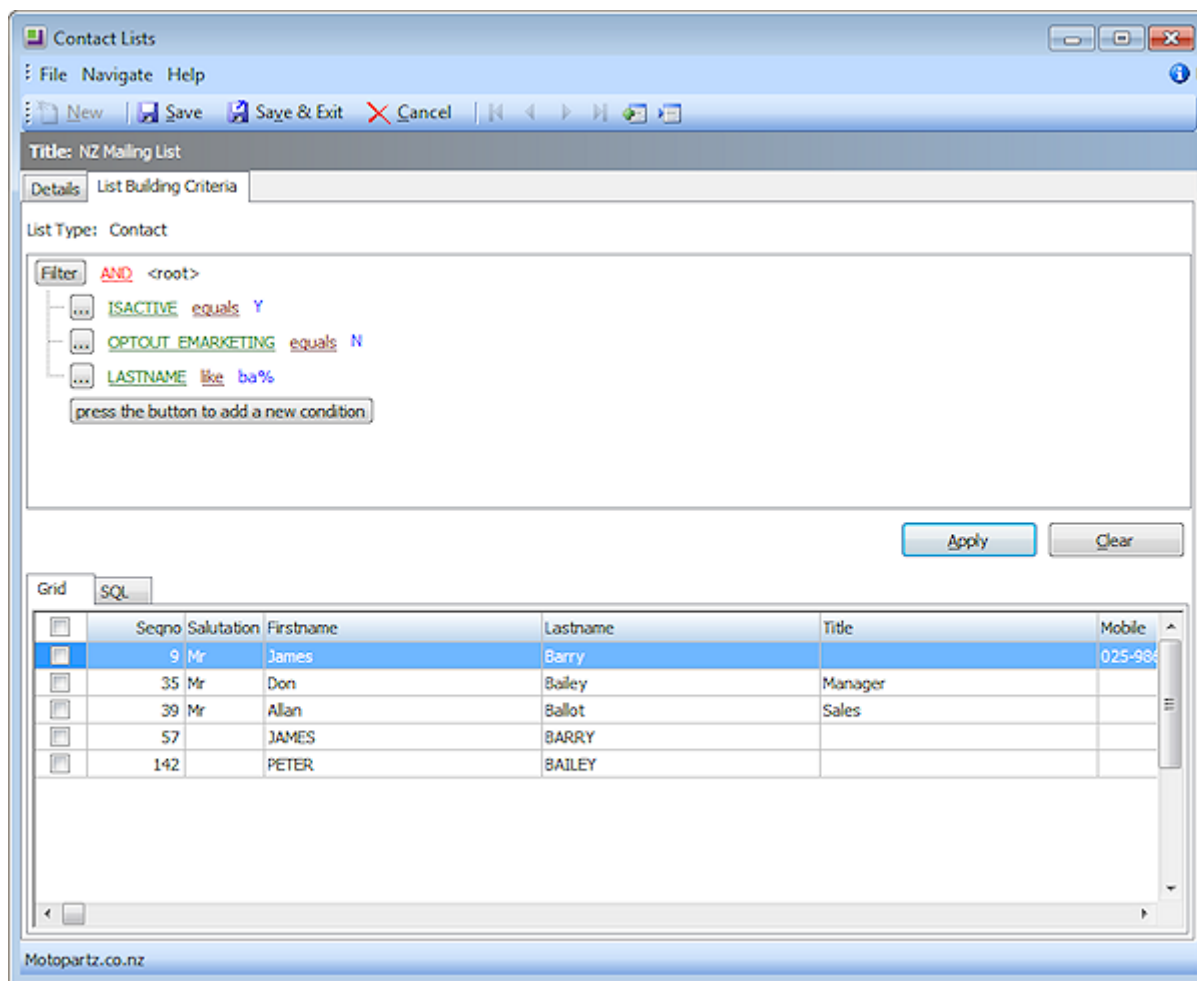 Contact Lists
File Navigate Help
New Save Save & Exit Cancel
Title: NZ Mailing List
Details List Building Criteria
List Type: Contact
Filter AND <root>
... ISACTIVE equals Y
... OPTOUT_EMARKETING equals N
... LASTNAME like ba%
press the button to add a new condition
Apply Clear
Grid SQL
Seqno Salutation Firstname Lastname Title Mobile
9 Mr James Barry 025-986
35 Mr Don Bailey Manager
39 Mr Allan Ballot Sales
57 JAMES BARRY
142 PETER BAILEY
Motopartz.co.nz